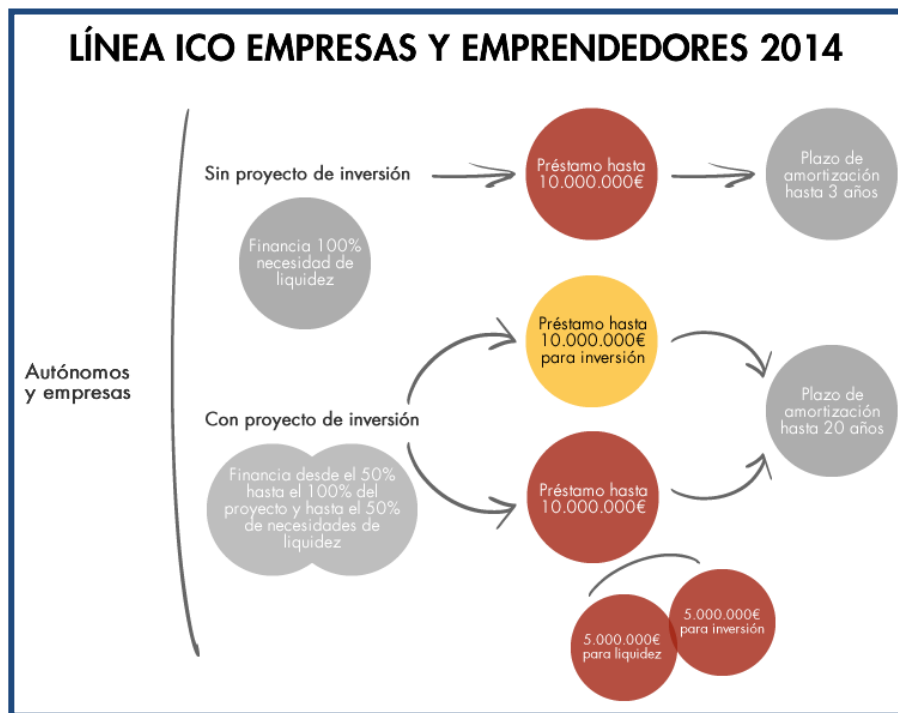 LÍNEA ICO EMPRESAS Y EMPRENDEDORES 2014
Autónomos
y empresas
Sin proyecto de inversión
Financia 100%
necesidad de
liquidez
Préstamo hasta
10.000.000€
Plazo de
amortización
hasta 3 años
Con proyecto de inversión
Financia desde el 50%
hasta el 100% del
proyecto y hasta el 50%
de necesidades de
liquidez
Préstamo hasta
10.000.000€
para inversión
Préstamo hasta
10.000.000€
5.000.000€
para liquidez
5.000.000€
para inversión
Plazo de
amortización
hasta 20 años